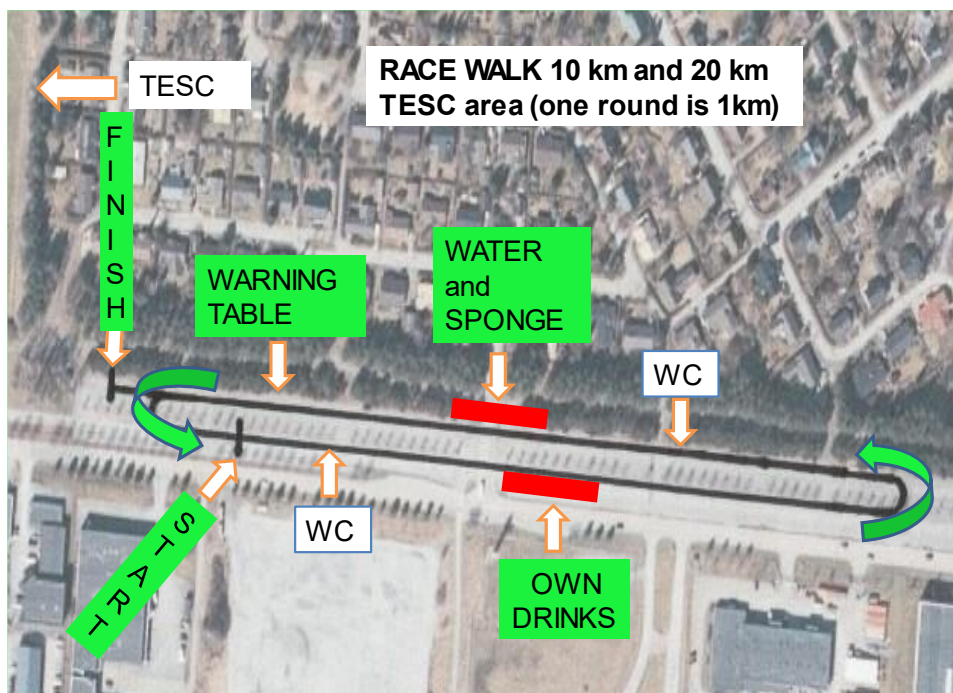 RACE WALK 10 km and 20 km
TESC area (one round is 1km)
TESC
FINISH
WARNING
TABLE
WATER
and
SPONGE
WC
START
WC
OWN
DRINKS